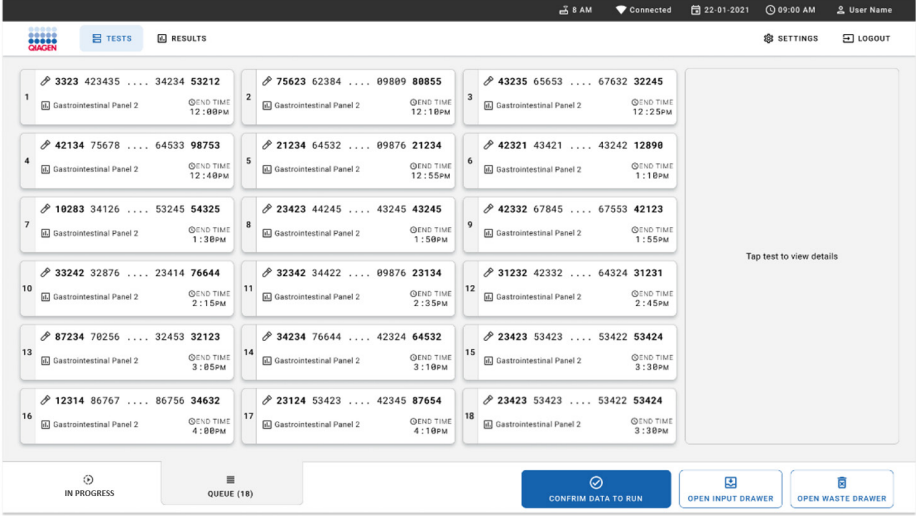 8 AM Connected 22-01-2021 09:00 AM User Name
QIAGEN TESTS RESULTS SETTINGS LOGOUT
1 3323 423435 .... 34234 53212
Gastrointestinal Panel 2 END TIME
12:00PM
2 75623 62384 .... 09809 80855
Gastrointestinal Panel 2 END TIME
12:10PM
3 43235 65653 .... 67632 32245
Gastrointestinal Panel 2 END TIME
12:25PM
4 42134 75678 .... 64533 98753
Gastrointestinal Panel 2 END TIME
12:40PM
5 21234 64532 .... 09876 21234
Gastrointestinal Panel 2 END TIME
12:55PM
6 42321 43421 .... 43242 12890
Gastrointestinal Panel 2 END TIME
1:10PM
7 10283 34126 .... 53245 54325
Gastrointestinal Panel 2 END TIME
1:30PM
8 23423 44245 .... 43245 43245
Gastrointestinal Panel 2 END TIME
1:50PM
9 42332 67845 .... 67553 42123
Gastrointestinal Panel 2 END TIME
1:55PM
10 33242 32876 .... 23414 76644
Gastrointestinal Panel 2 END TIME
2:15PM
11 32342 34422 .... 09876 23134
Gastrointestinal Panel 2 END TIME
2:35PM
12 31232 42332 .... 64324 31231
Gastrointestinal Panel 2 END TIME
2:45PM
13 87234 70256 .... 32453 32123
Gastrointestinal Panel 2 END TIME
3:05PM
14 34234 76644 .... 42324 64532
Gastrointestinal Panel 2 END TIME
3:10PM
15 23423 53423 .... 53422 53424
Gastrointestinal Panel 2 END TIME
3:30PM
16 12314 86767 .... 86756 34632
Gastrointestinal Panel 2 END TIME
4:00PM
17 23124 53423 .... 42345 87654
Gastrointestinal Panel 2 END TIME
4:10PM
18 23423 53423 .... 53422 53424
Gastrointestinal Panel 2 END TIME
3:30PM
Tap test to view details
IN PROGRESS QUEUE (18) CONFRIM DATA TO RUN OPEN INPUT DRAWER OPEN WASTE DRAWER